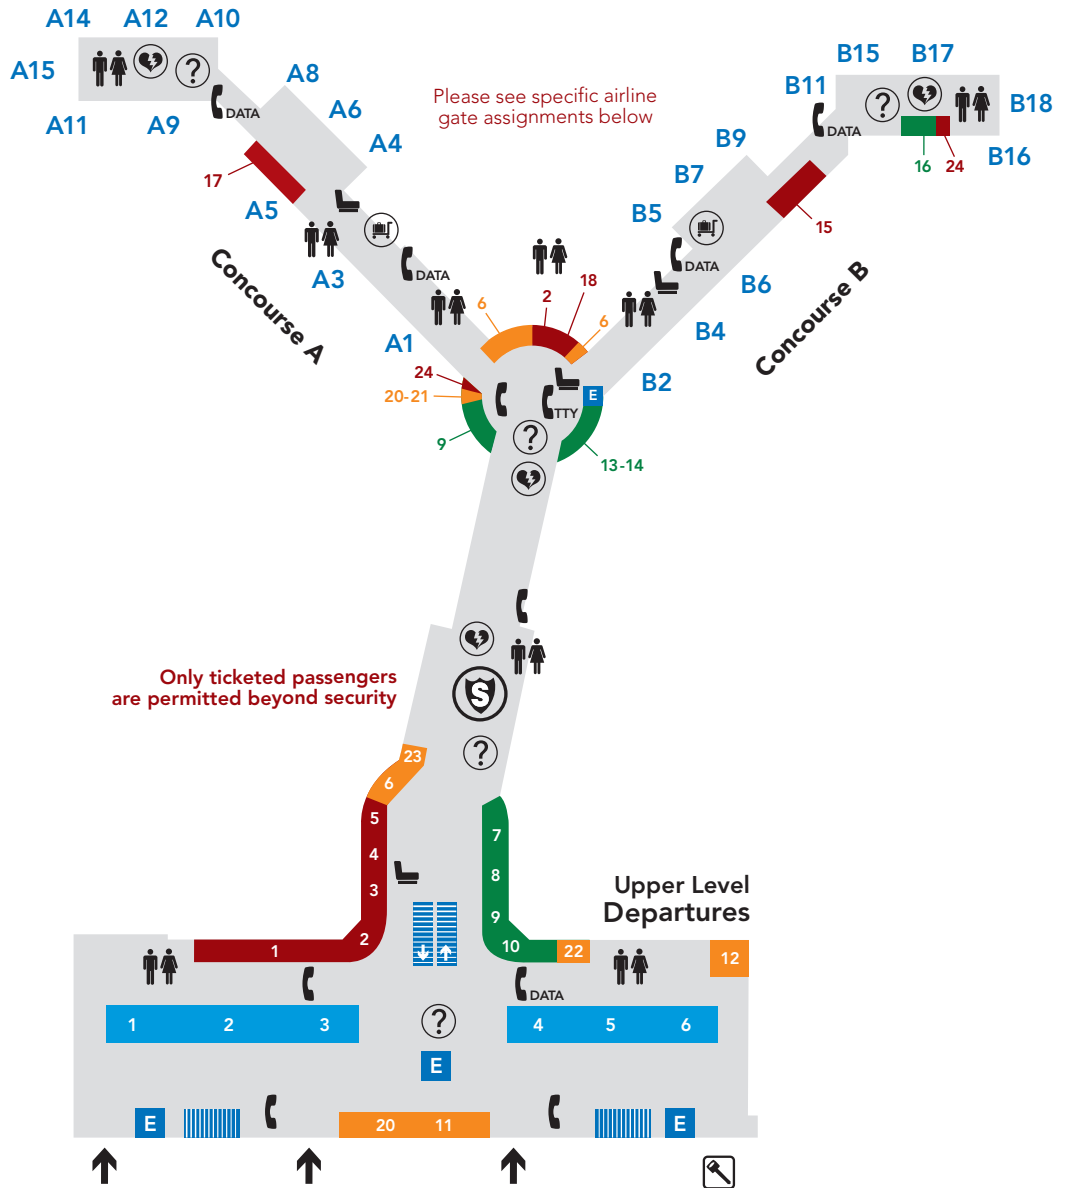 A14 A12 A10
A15
A11 A9
DATA
A8
A6
A4
17
A5
A3
DATA
A1
Concourse A
Please see specific airline
gate assignments below
B15 B17
B11
B18
B16
DATA
16 24
B9
B7
B5
15
DATA
B6
B4
B2
Concourse B
6 2 18 6
24
20-21
9
TTY
E
13-14
Only ticketed passengers
are permitted beyond security
S
23
6
5
4
3
2
1
7
8
9
10
22
12
Upper Level
Departures
DATA
1 2 3
4 5 6
E
E
20 11
E